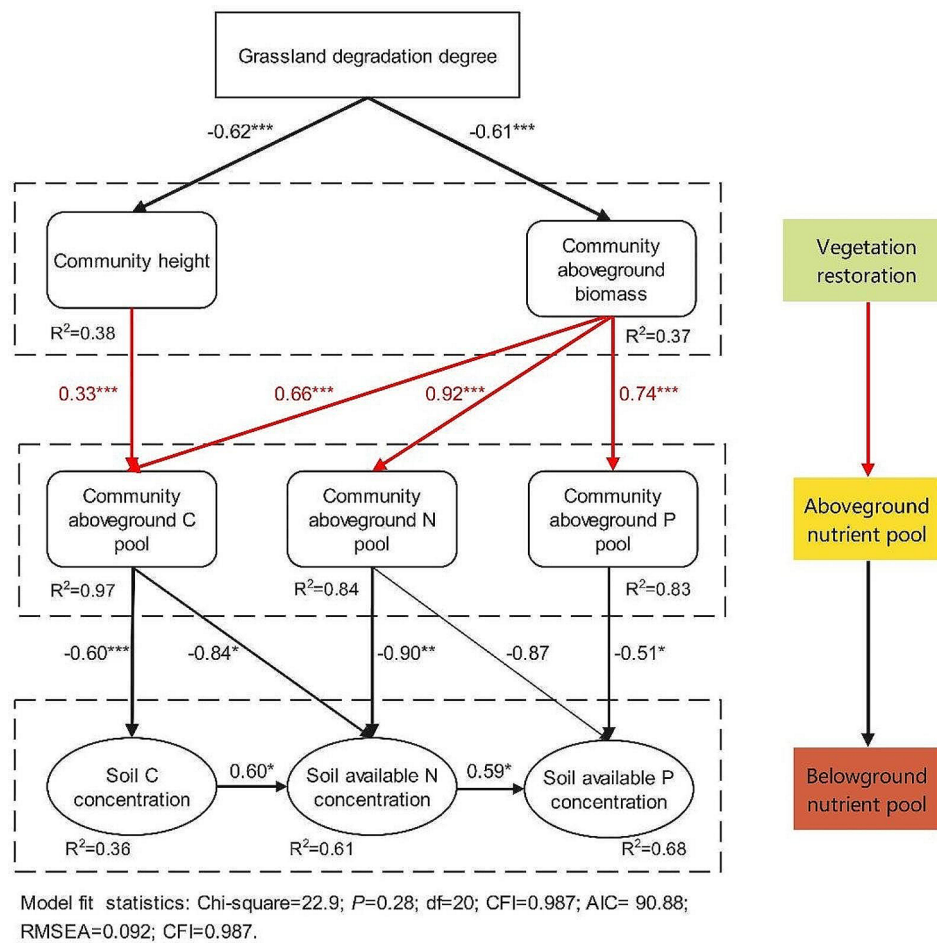 Grassland degradation degree
-0.62***
-0.61***
Community height
Community
aboveground
biomass
R²=0.38
R²=0.37
0.33***
0.66***
0.92***
0.74***
Community
aboveground C
pool
Community
aboveground N
pool
Community
aboveground P
pool
R²=0.97
R²=0.84
R²=0.83
-0.60***
-0.84*
-0.90**
-0.87
-0.51*
Soil C
concentration
0.60*
Soil available N
concentration
0.59*
Soil available P
concentration
R²=0.36
R²=0.61
R²=0.68
Vegetation
restoration
Aboveground
nutrient pool
Belowground
nutrient pool
Model fit statistics: Chi-square=22.9; P=0.28; df=20; CFI=0.987; AIC= 90.88;
RMSEA=0.092; CFI=0.987.